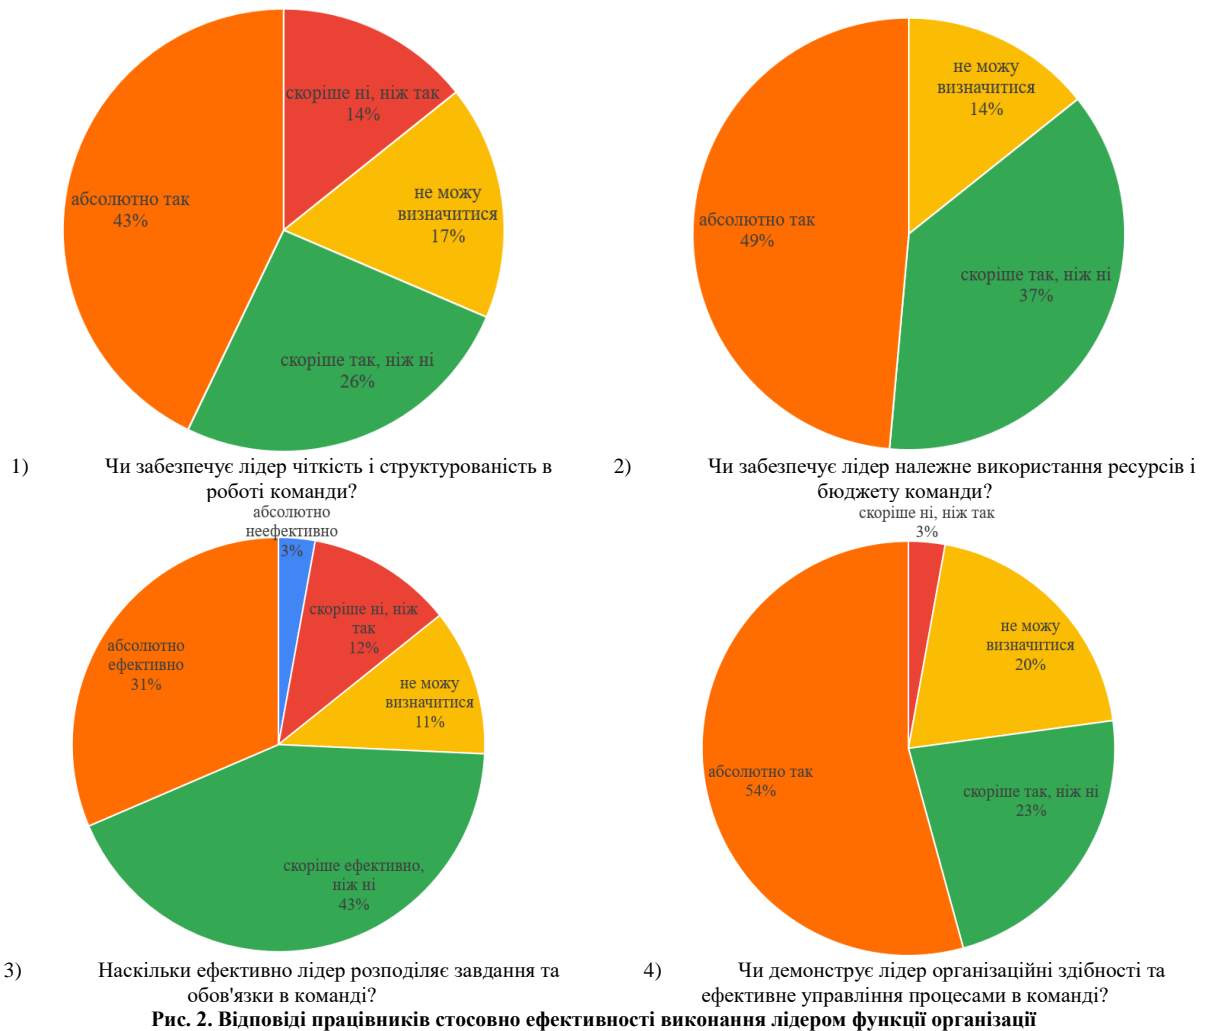 скоріше ні, ніж так
14%
не можу
визначитися
17%
скоріше так, ніж ні
26%
абсолютно так
43%
не можу
визначитися
14%
скоріше так, ніж ні
37%
абсолютно так
49%
1) Чи забезпечує лідер чіткість і структурованість в
роботі команди?
2) Чи забезпечує лідер належне використання ресурсів і
бюджету команди?
абсолютно
неефективно
3%
скоріше ні, ніж
так
12%
не можу
визначитися
11%
скоріше ефективно,
ніж ні
43%
абсолютно
ефективно
31%
скоріше ні, ніж так
3%
не можу
визначитися
20%
скоріше так, ніж ні
23%
абсолютно так
54%
3) Наскільки ефективно лідер розподіляє завдання та
обов'язки в команді?
4) Чи демонструє лідер організаційні здібності та
ефективне управління процесами в команді?
Рис. 2. Відповіді працівників стосовно ефективності виконання лідером функції організації